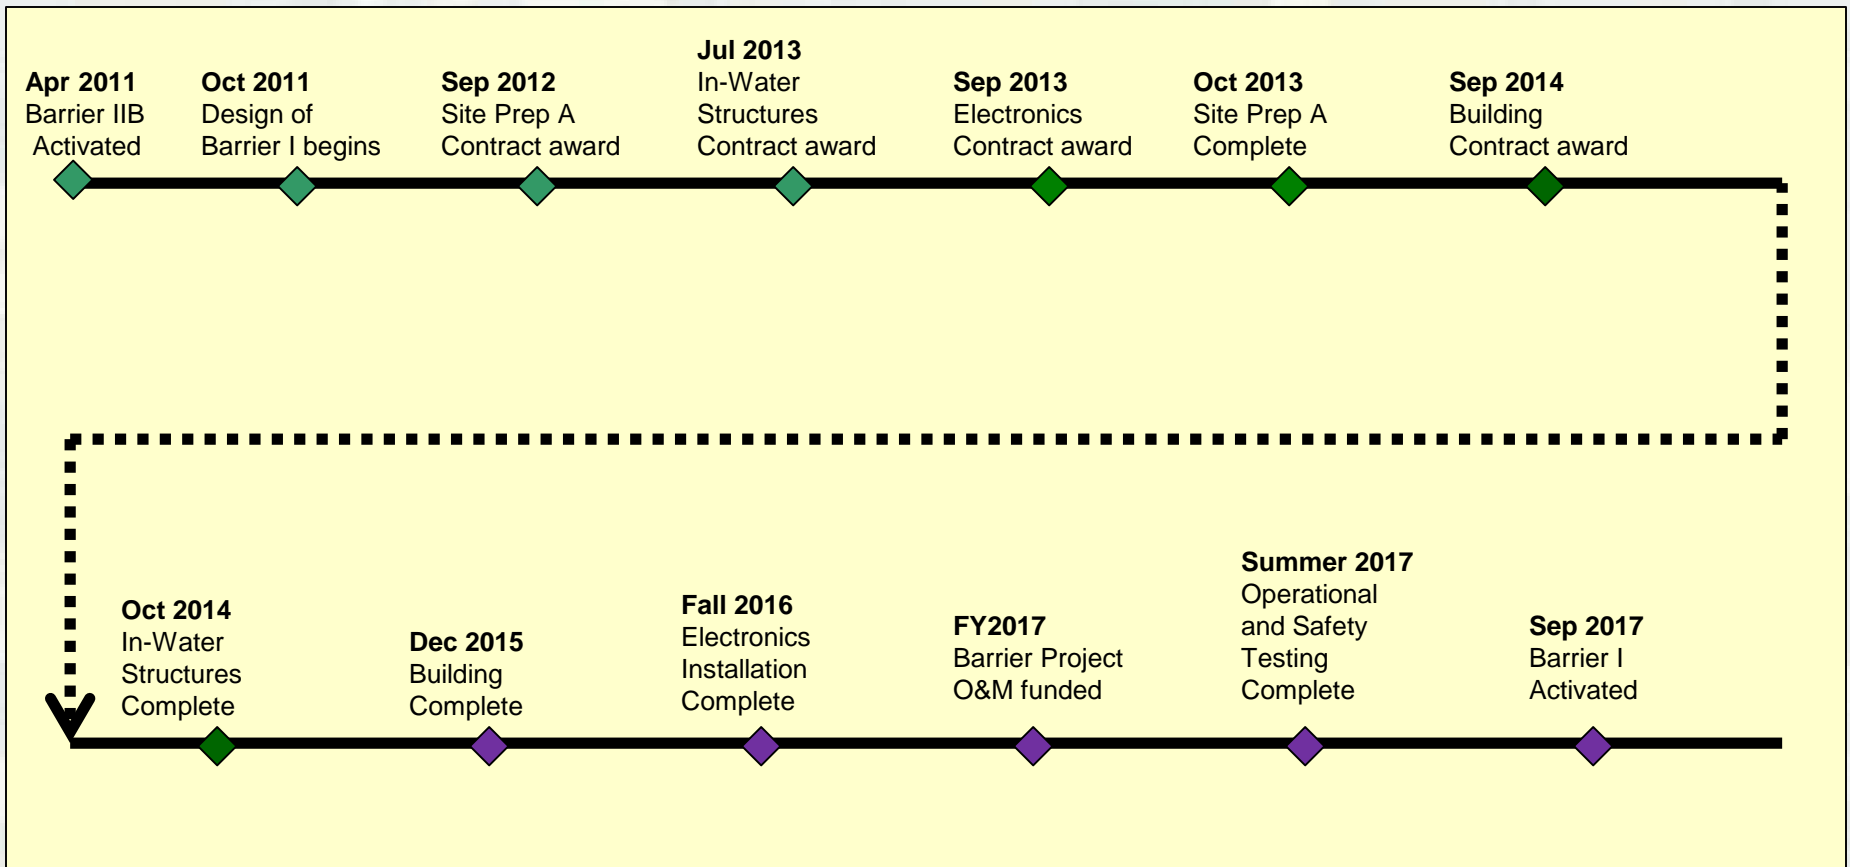 Apr 2011
Barrier IIB
Activated
Oct 2011
Design of
Barrier I begins
Sep 2012
Site Prep A
Contract award
Jul 2013
In-Water
Structures
Contract award
Sep 2013
Electronics
Contract award
Oct 2013
Site Prep A
Complete
Sep 2014
Building
Contract award
Oct 2014
In-Water
Structures
Complete
Dec 2015
Building
Complete
Fall 2016
Electronics
Installation
Complete
FY2017
Barrier Project
O&M funded
Summer 2017
Operational
and Safety
Testing
Complete
Sep 2017
Barrier I
Activated